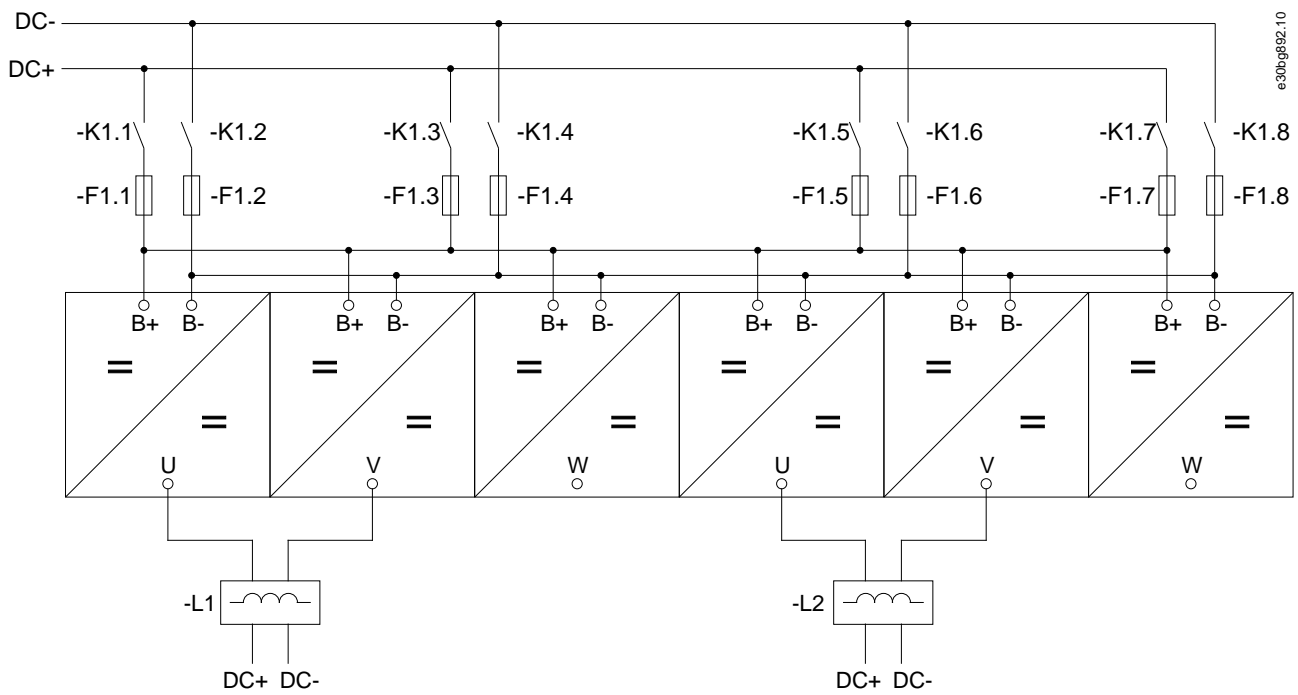 DC-
DC+
e30bg892.10
-K1.1 -K1.2 -K1.3 -K1.4 -K1.5 -K1.6 -K1.7 -K1.8
-F1.1 -F1.2 -F1.3 -F1.4 -F1.5 -F1.6 -F1.7 -F1.8
B+ B- B+ B- B+ B- B+ B- B+ B- B+ B-
= = = = = =
= = = = = =
U V W U V W
-L1 -L2
DC+ DC- DC+ DC-